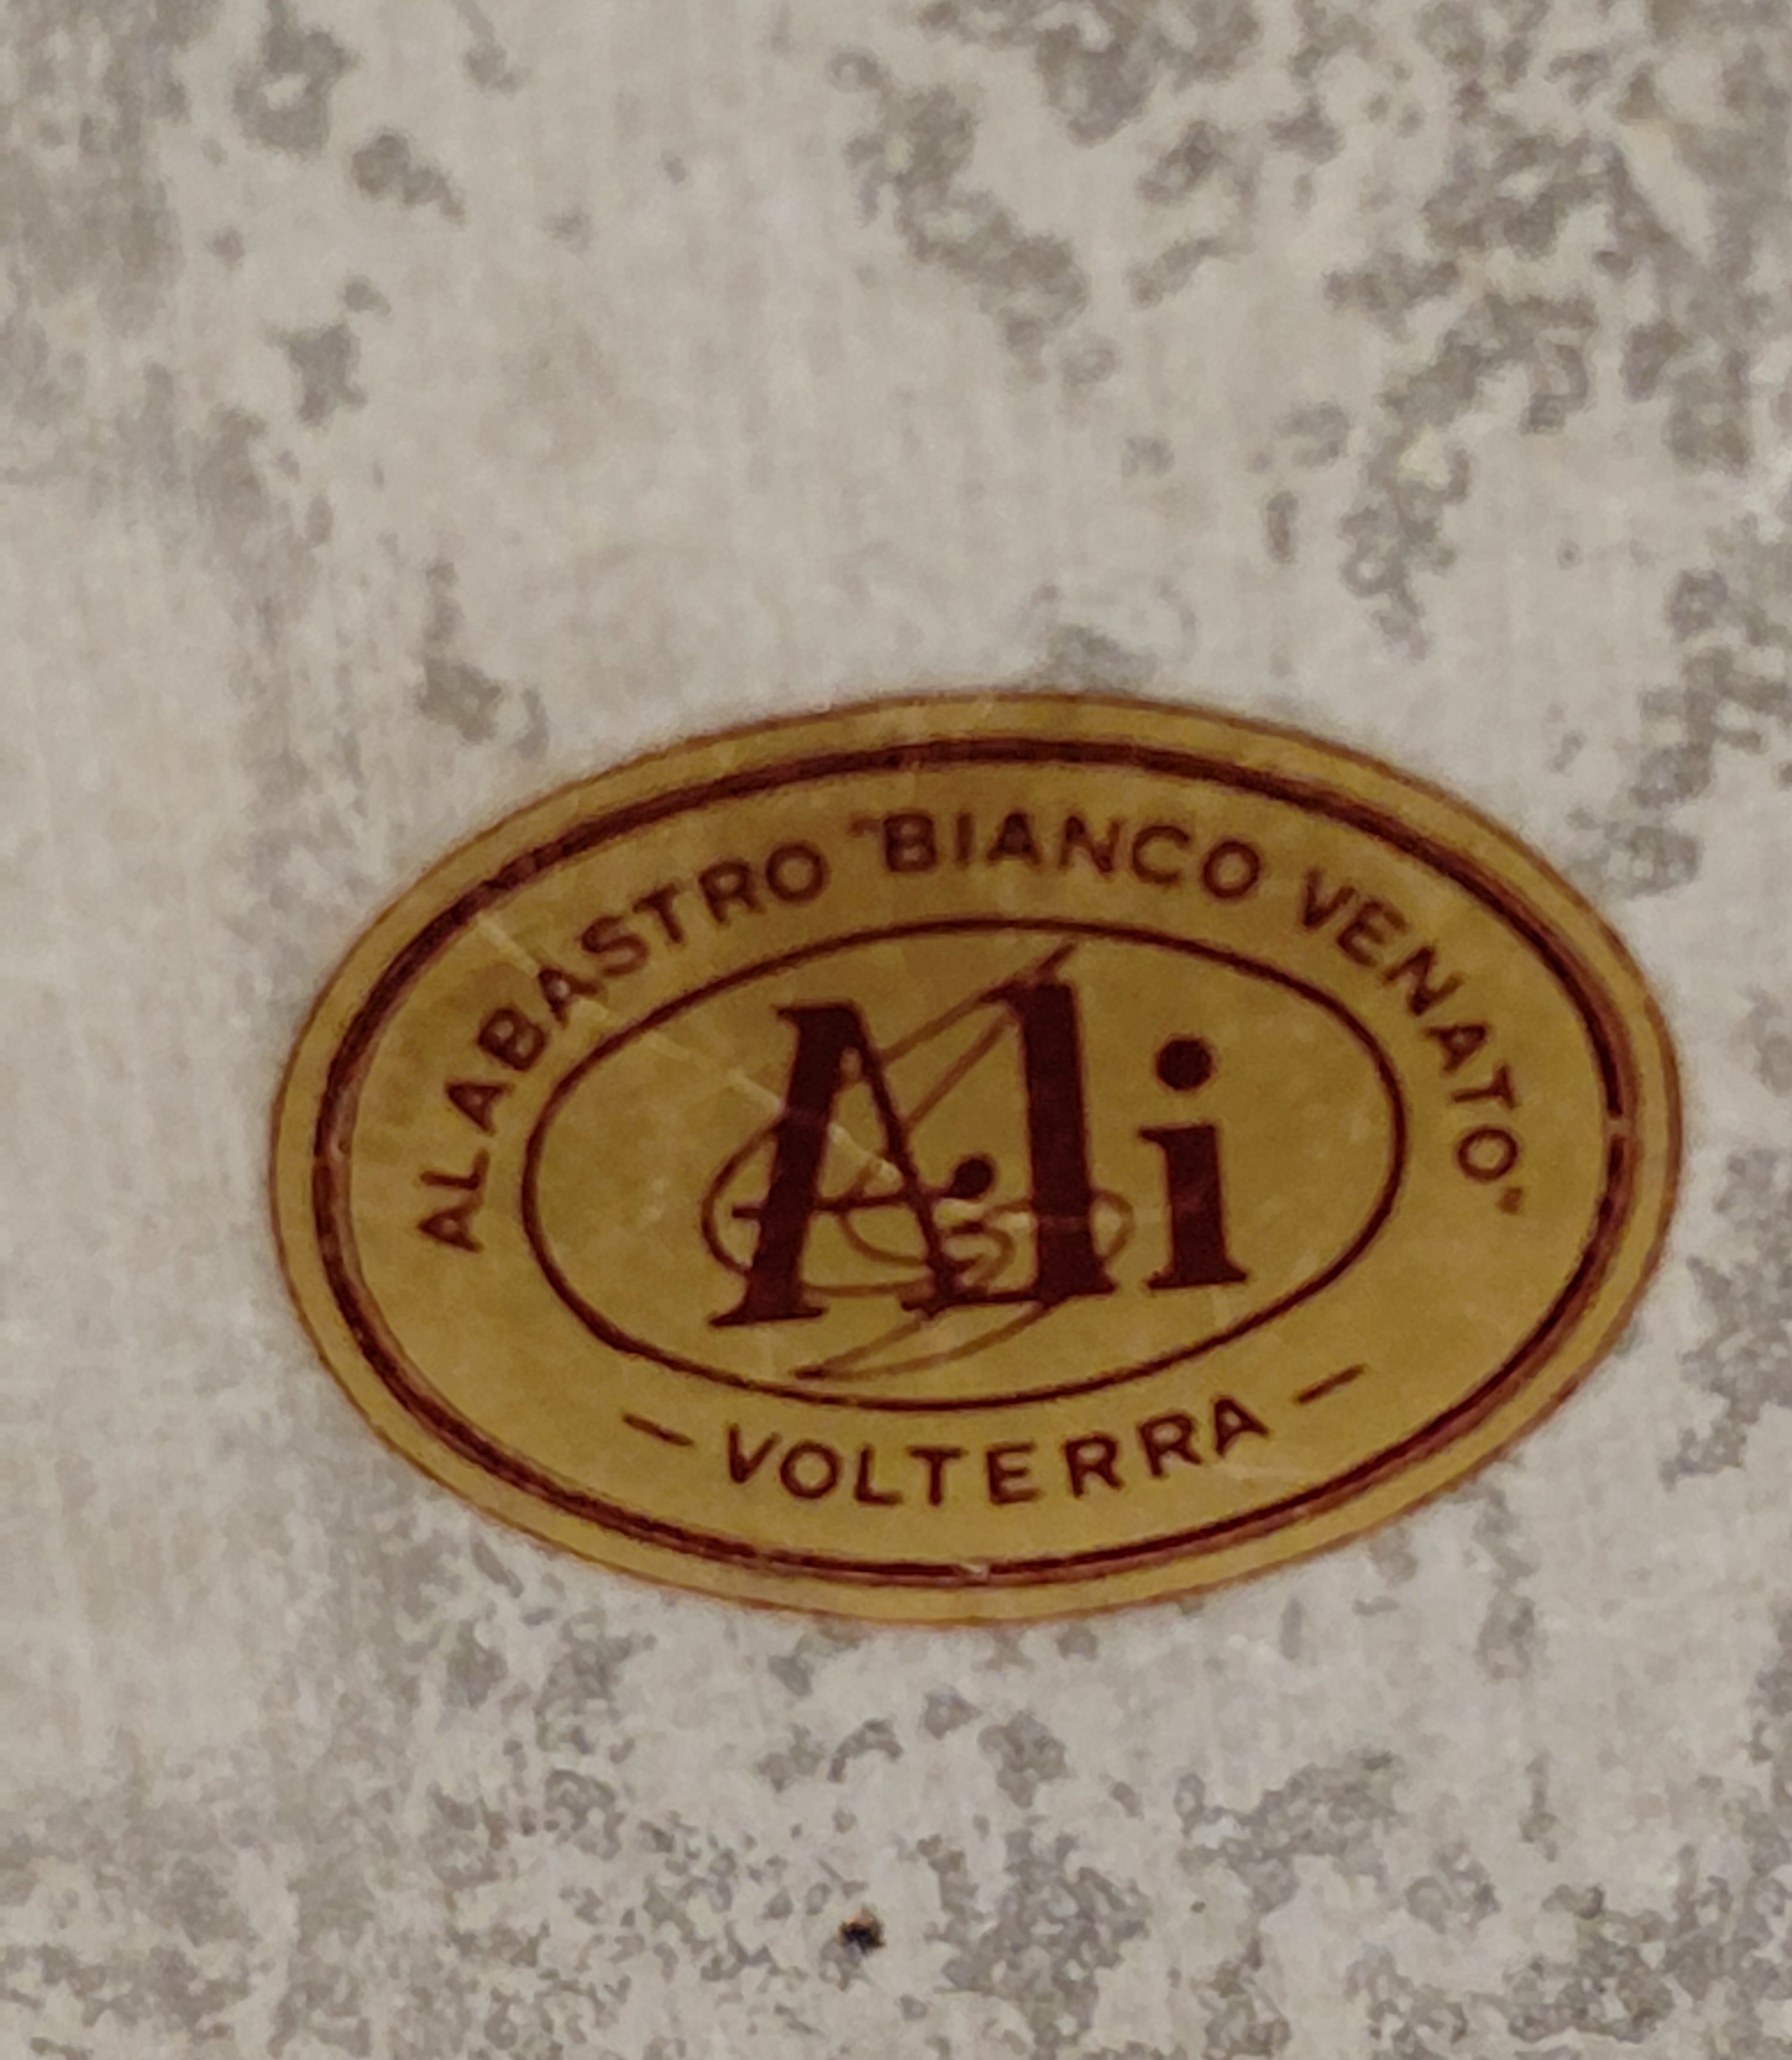 ALABASTRO "BIANCO VENATO"
Ali
— VOLTERRA —